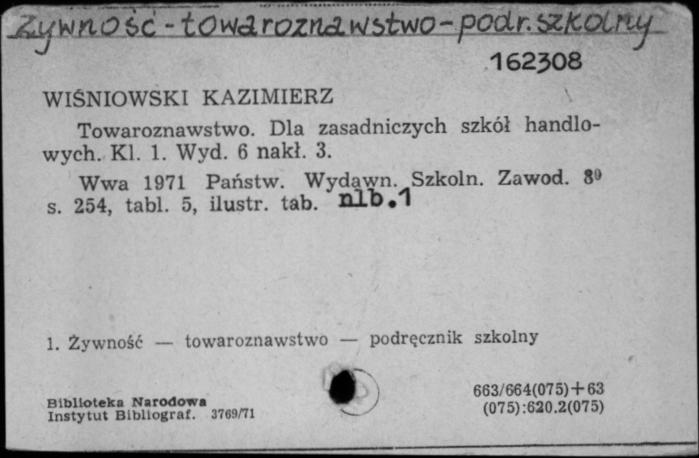 Żywność - towaroznawstwo - podr. szkolny
162308
WIŚNIOWSKI KAZIMIERZ
Towaroznawstwo. Dla zasadniczych szkół handlo-
wych. Kl. 1. Wyd. 6 nakł. 3.
Wwa 1971 Państw. Wydawn. Szkoln. Zawod. 8⁰
s. 254, tabl. 5, ilustr. tab. nlb.1
1. Żywność — towaroznawstwo — podręcznik szkolny
Biblioteka Narodowa
Instytut Bibliograf. 3769/71
663/664(075)+63
(075):620.2(075)